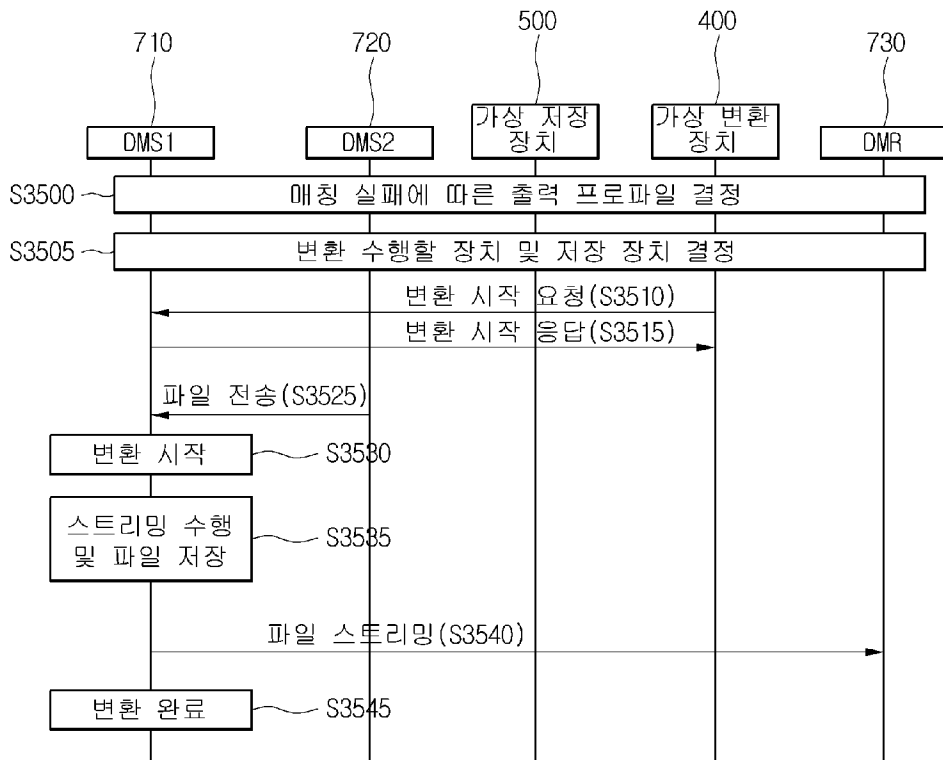 500
400
710
720
730
DMS1
DMS2
가상 저장
장치
가상 변환
장치
DMR
S3500
매칭 실패에 따른 출력 프로파일 결정
S3505
변환 수행할 장치 및 저장 장치 결정
변환 시작 요청(S3510)
변환 시작 응답(S3515)
파일 전송(S3525)
변환 시작
S3530
스트리밍 수행
및 파일 저장
S3535
파일 스트리밍(S3540)
변환 완료
S3545